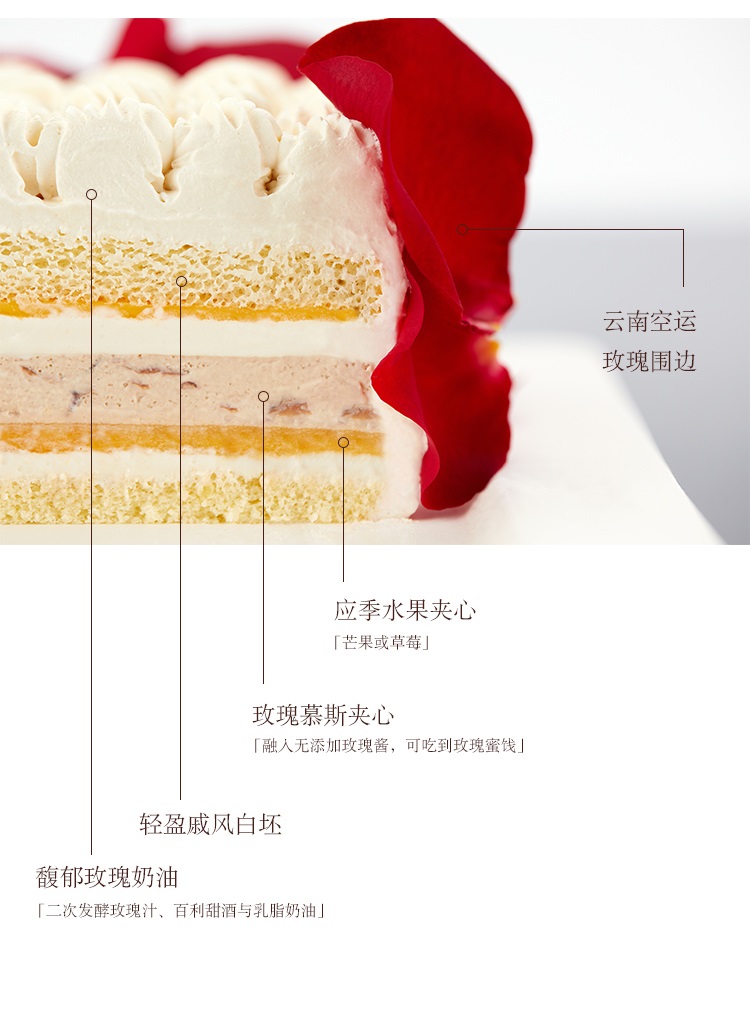 云南空运
玫瑰围边
应季水果夹心
「芒果或草莓」
玫瑰慕斯夹心
「融入无添加玫瑰酱，可吃到玫瑰蜜饯」
轻盈戚风白坯
馥郁玫瑰奶油
「二次发酵玫瑰汁、百利甜酒与乳脂奶油」